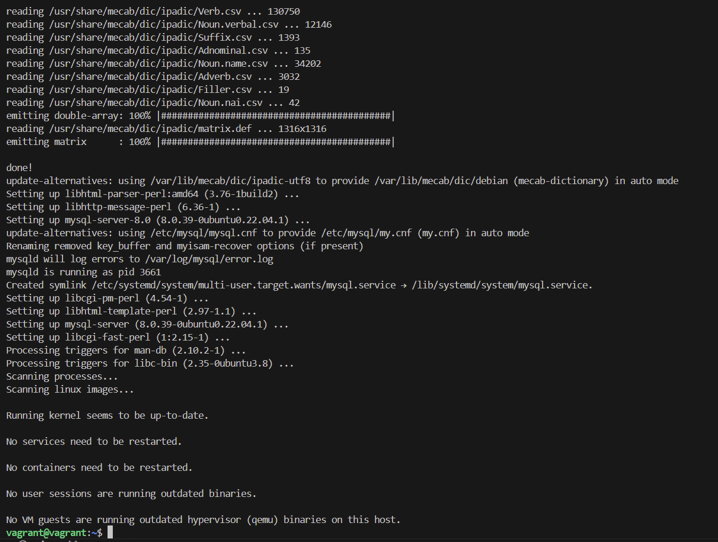 reading /usr/share/mecab/dic/ipadic/Verb.csv ... 130750
reading /usr/share/mecab/dic/ipadic/Noun.verbal.csv ... 12146
reading /usr/share/mecab/dic/ipadic/Suffix.csv ... 1393
reading /usr/share/mecab/dic/ipadic/Adnominal.csv ... 135
reading /usr/share/mecab/dic/ipadic/Noun.name.csv ... 34202
reading /usr/share/mecab/dic/ipadic/Adverb.csv ... 3032
reading /usr/share/mecab/dic/ipadic/Filler.csv ... 19
reading /usr/share/mecab/dic/ipadic/Noun.nai.csv ... 42
emitting double-array: 100% |###########################################|
reading /usr/share/mecab/dic/ipadic/matrix.def ... 1316x1316
emitting matrix      : 100% |###########################################|
done!
update-alternatives: using /var/lib/mecab/dic/ipadic-utf8 to provide /var/lib/mecab/dic/debian (mecab-dictionary) in auto mode
Setting up libhtml-parser-perl:amd64 (3.76-1build2) ...
Setting up libhttp-message-perl (6.36-1) ...
Setting up mysql-server-8.0 (8.0.39-0ubuntu0.22.04.1) ...
update-alternatives: using /etc/mysql/mysql.cnf to provide /etc/mysql/my.cnf (my.cnf) in auto mode
Renaming removed key_buffer and myisam-recover options (if present)
mysqld will log errors to /var/log/mysql/error.log
mysqld is running as pid 3661
Created symlink /etc/systemd/system/multi-user.target.wants/mysql.service → /lib/systemd/system/mysql.service.
Setting up libcgi-pm-perl (4.54-1) ...
Setting up libhtml-template-perl (2.97-1.1) ...
Setting up mysql-server (8.0.39-0ubuntu0.22.04.1) ...
Setting up libcgi-fast-perl (1:2.15-1) ...
Processing triggers for man-db (2.10.2-1) ...
Processing triggers for libc-bin (2.35-0ubuntu3.8) ...
Scanning processes...
Scanning linux images...
Running kernel seems to be up-to-date.
No services need to be restarted.
No containers need to be restarted.
No user sessions are running outdated binaries.
No VM guests are running outdated hypervisor (qemu) binaries on this host.
vagrant@vagrant:~$